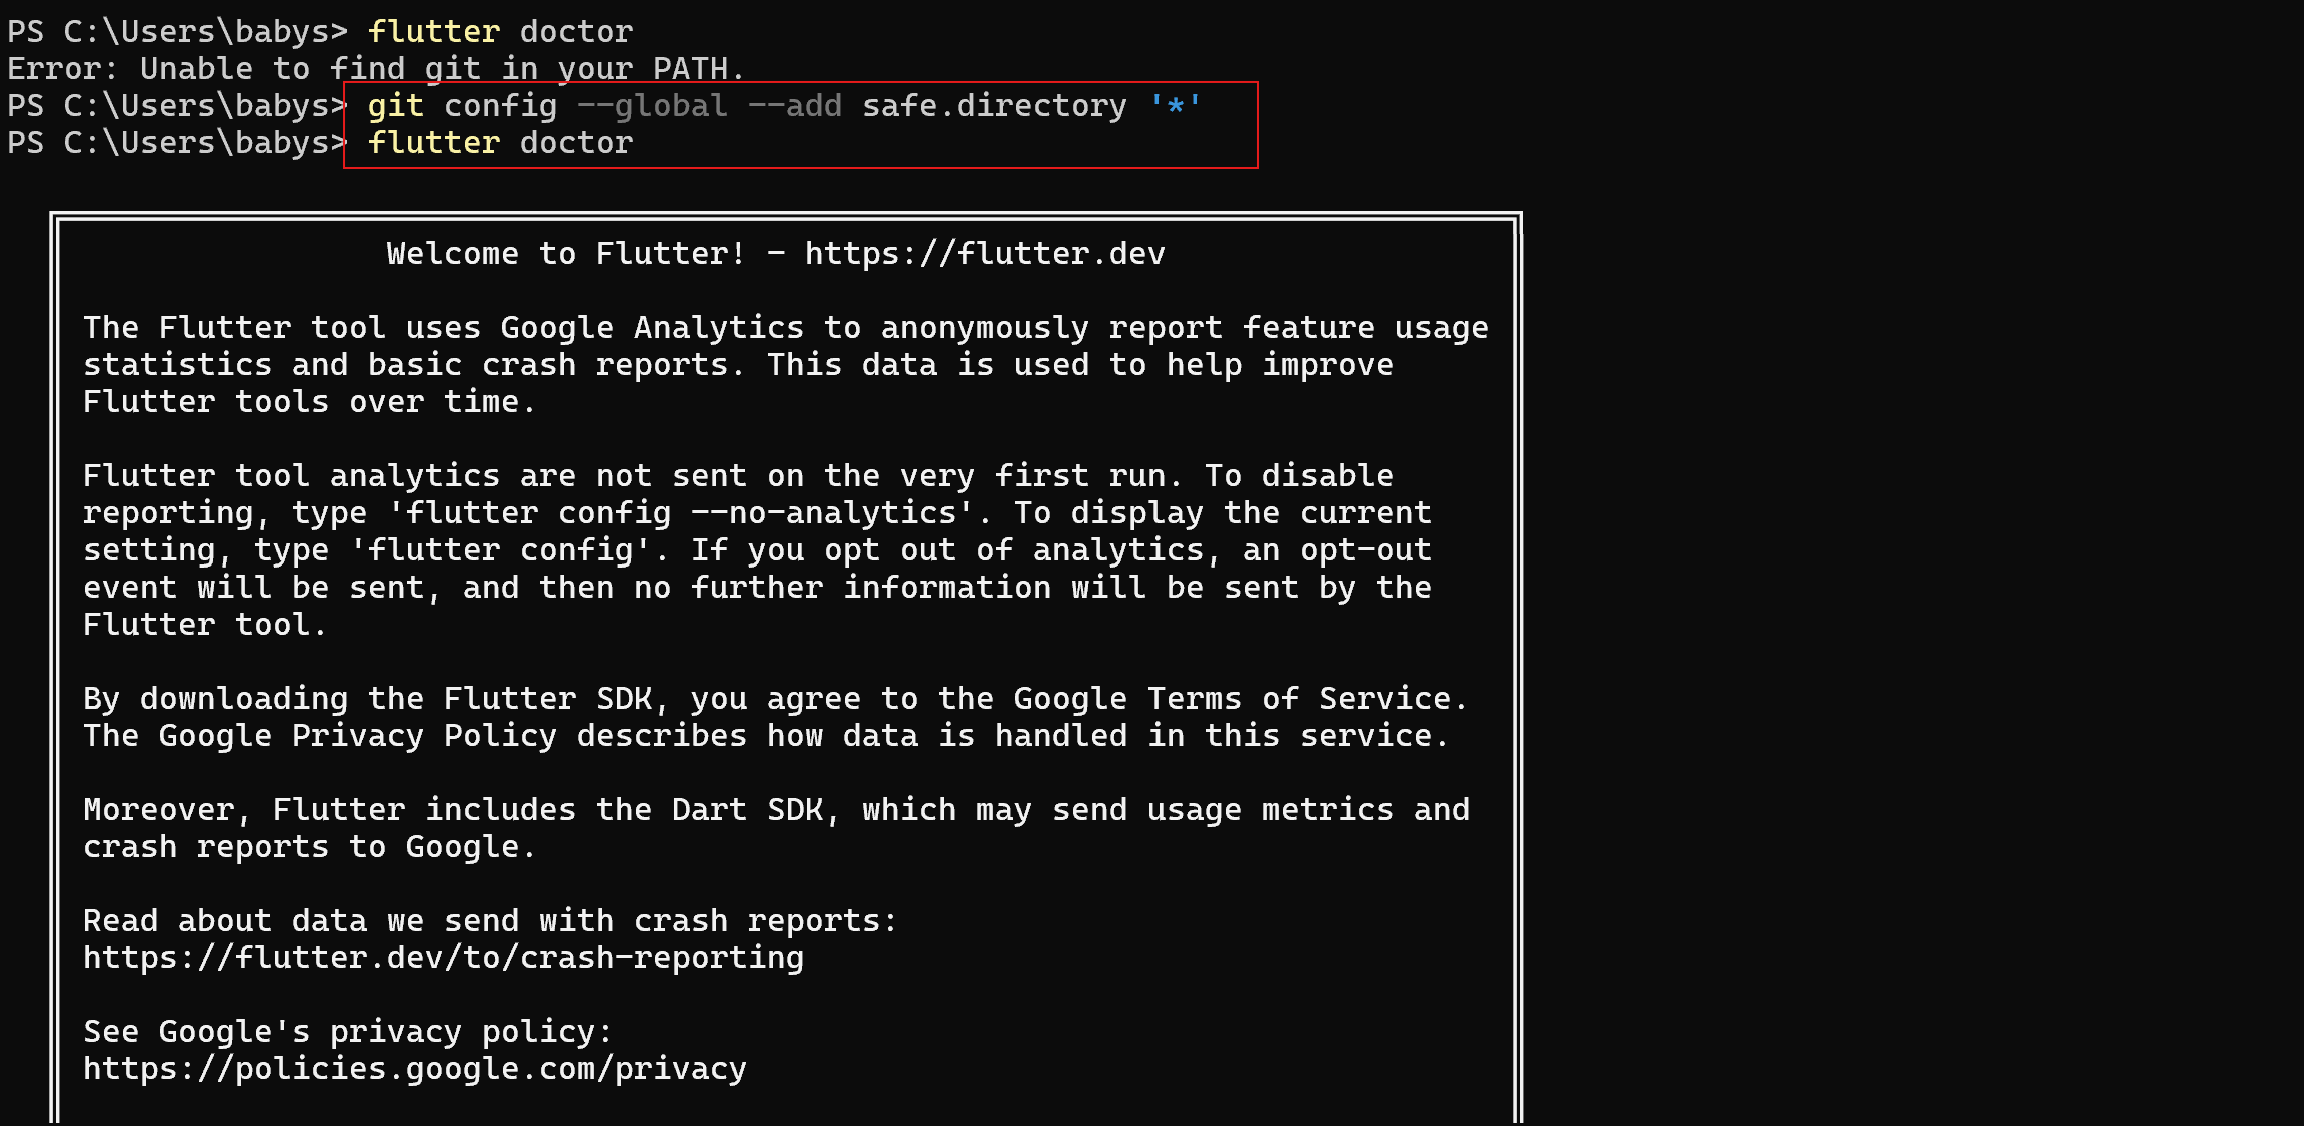 PS C:\Users\babys> flutter doctor
Error: Unable to find git in your PATH.
PS C:\Users\babys> git config --global --add safe.directory '*'
PS C:\Users\babys> flutter doctor
Welcome to Flutter! - https://flutter.dev
The Flutter tool uses Google Analytics to anonymously report feature usage
statistics and basic crash reports. This data is used to help improve
Flutter tools over time.
Flutter tool analytics are not sent on the very first run. To disable
reporting, type 'flutter config --no-analytics'. To display the current
setting, type 'flutter config'. If you opt out of analytics, an opt-out
event will be sent, and then no further information will be sent by the
Flutter tool.
By downloading the Flutter SDK, you agree to the Google Terms of Service.
The Google Privacy Policy describes how data is handled in this service.
Moreover, Flutter includes the Dart SDK, which may send usage metrics and
crash reports to Google.
Read about data we send with crash reports:
https://flutter.dev/to/crash-reporting
See Google's privacy policy:
https://policies.google.com/privacy